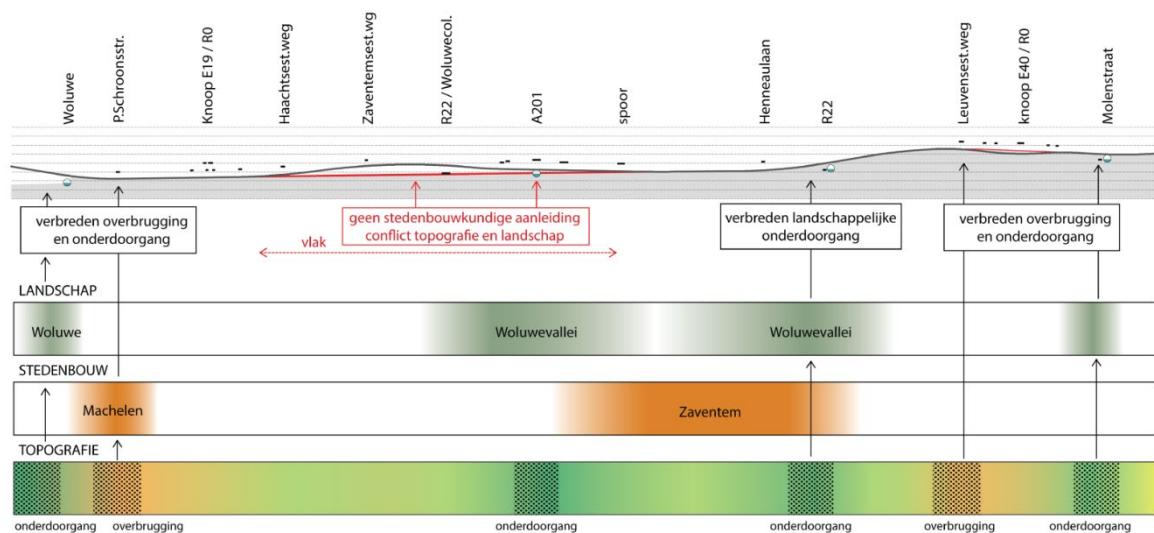 Woluwe
P.Schroonsstr.
Knoop E19 / R0
Haachtsest.weg
Zaventemsest.wg
R22 / Woluwecol.
A201
spoor
Henneaulaan
R22
Leuvensest.weg
knoop E40 / R0
Molenstraat
verbreden overbrugging
en onderdoorgang
geen stedenbouwkundige aanleiding
conflict topografie en landschap
verbreden landschappelijke
onderdoorgang
verbreden overbrugging
en onderdoorgang
vlak
LANDSCHAP
Woluwe
Woluwevallei
Woluwevallei
STEDENBOUW
Machelen
Zaventem
TOPOGRAFIE
onderdoorgang
overbrugging
onderdoorgang
onderdoorgang
overbrugging
onderdoorgang